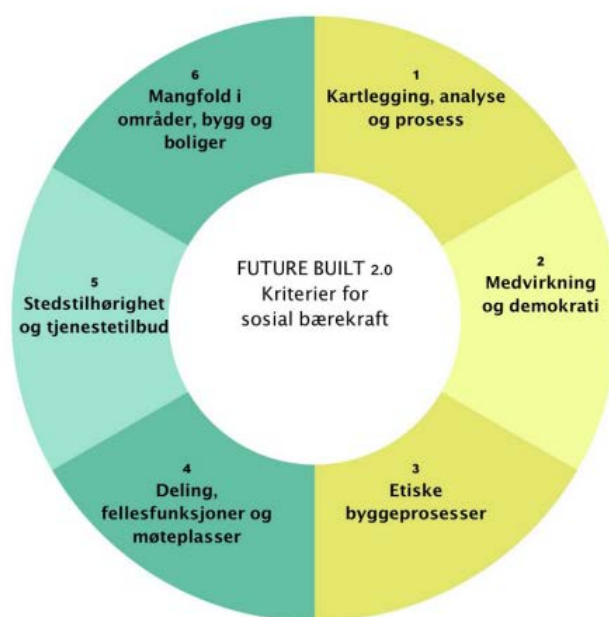 FUTURE BUILT 2.0
Kriterier for
sosial bærekraft
1
Kartlegging, analyse
og prosess
2
Medvirkning
og demokrati
3
Etiske
byggeprosesser
4
Deling,
fellesfunksjoner og
møteplasser
5
Stedstilhørighet
og tjenestetilbud
6
Mangfold i
områder, bygg og
boliger